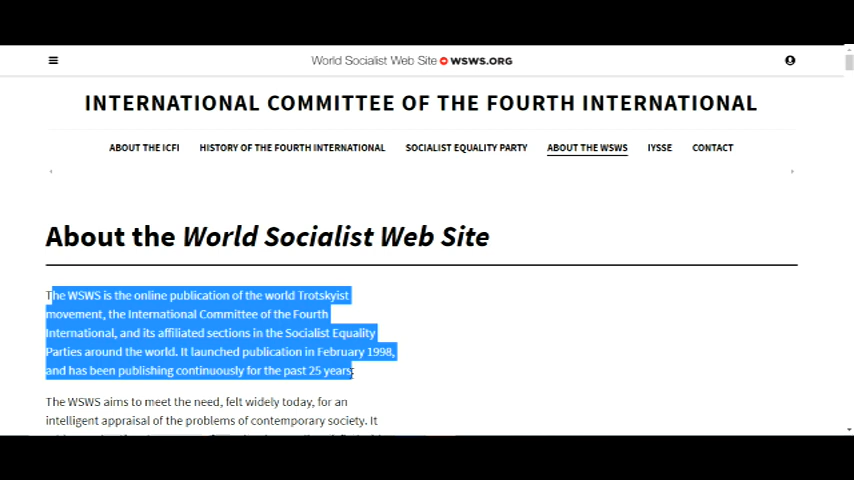 World Socialist Web Site WSWS.ORG
INTERNATIONAL COMMITTEE OF THE FOURTH INTERNATIONAL
ABOUT THE ICFI HISTORY OF THE FOURTH INTERNATIONAL SOCIALIST EQUALITY PARTY ABOUT THE WSWS IYSSE CONTACT
About the World Socialist Web Site
The WSWS is the online publication of the world Trotskyist
movement, the International Committee of the Fourth
International, and its affiliated sections in the Socialist Equality
Parties around the world. It launched publication in February 1998,
and has been publishing continuously for the past 25 years.
The WSWS aims to meet the need, felt widely today, for an
intelligent appraisal of the problems of contemporary society. It